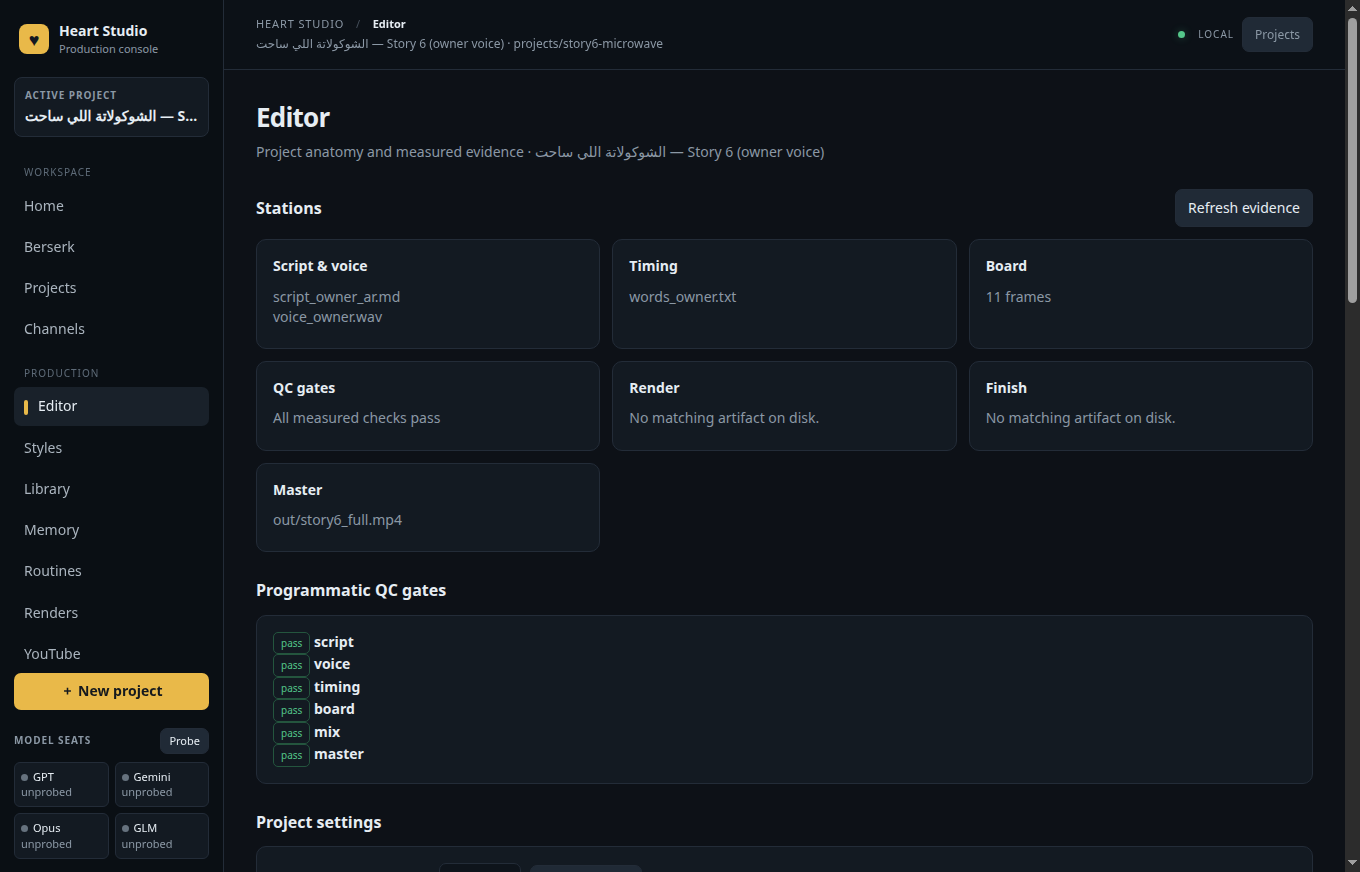 Heart Studio
Production console
ACTIVE PROJECT
الشوكولاتة اللي ساحت — S...
WORKSPACE
Home
Berserk
Projects
Channels
PRODUCTION
Editor
Styles
Library
Memory
Routines
Renders
YouTube
+ New project
MODEL SEATS
Probe
GPT
unprobed
Gemini
unprobed
Opus
unprobed
GLM
unprobed
HEART STUDIO / Editor
الشوكولاتة اللي ساحت — Story 6 (owner voice) · projects/story6-microwave
LOCAL
Projects
Editor
Project anatomy and measured evidence · الشوكولاتة اللي ساحت — Story 6 (owner voice)
Stations
Refresh evidence
Script & voice
script_owner_ar.md
voice_owner.wav
Timing
words_owner.txt
Board
11 frames
QC gates
All measured checks pass
Render
No matching artifact on disk.
Finish
No matching artifact on disk.
Master
out/story6_full.mp4
Programmatic QC gates
pass script
pass voice
pass timing
pass board
pass mix
pass master
Project settings